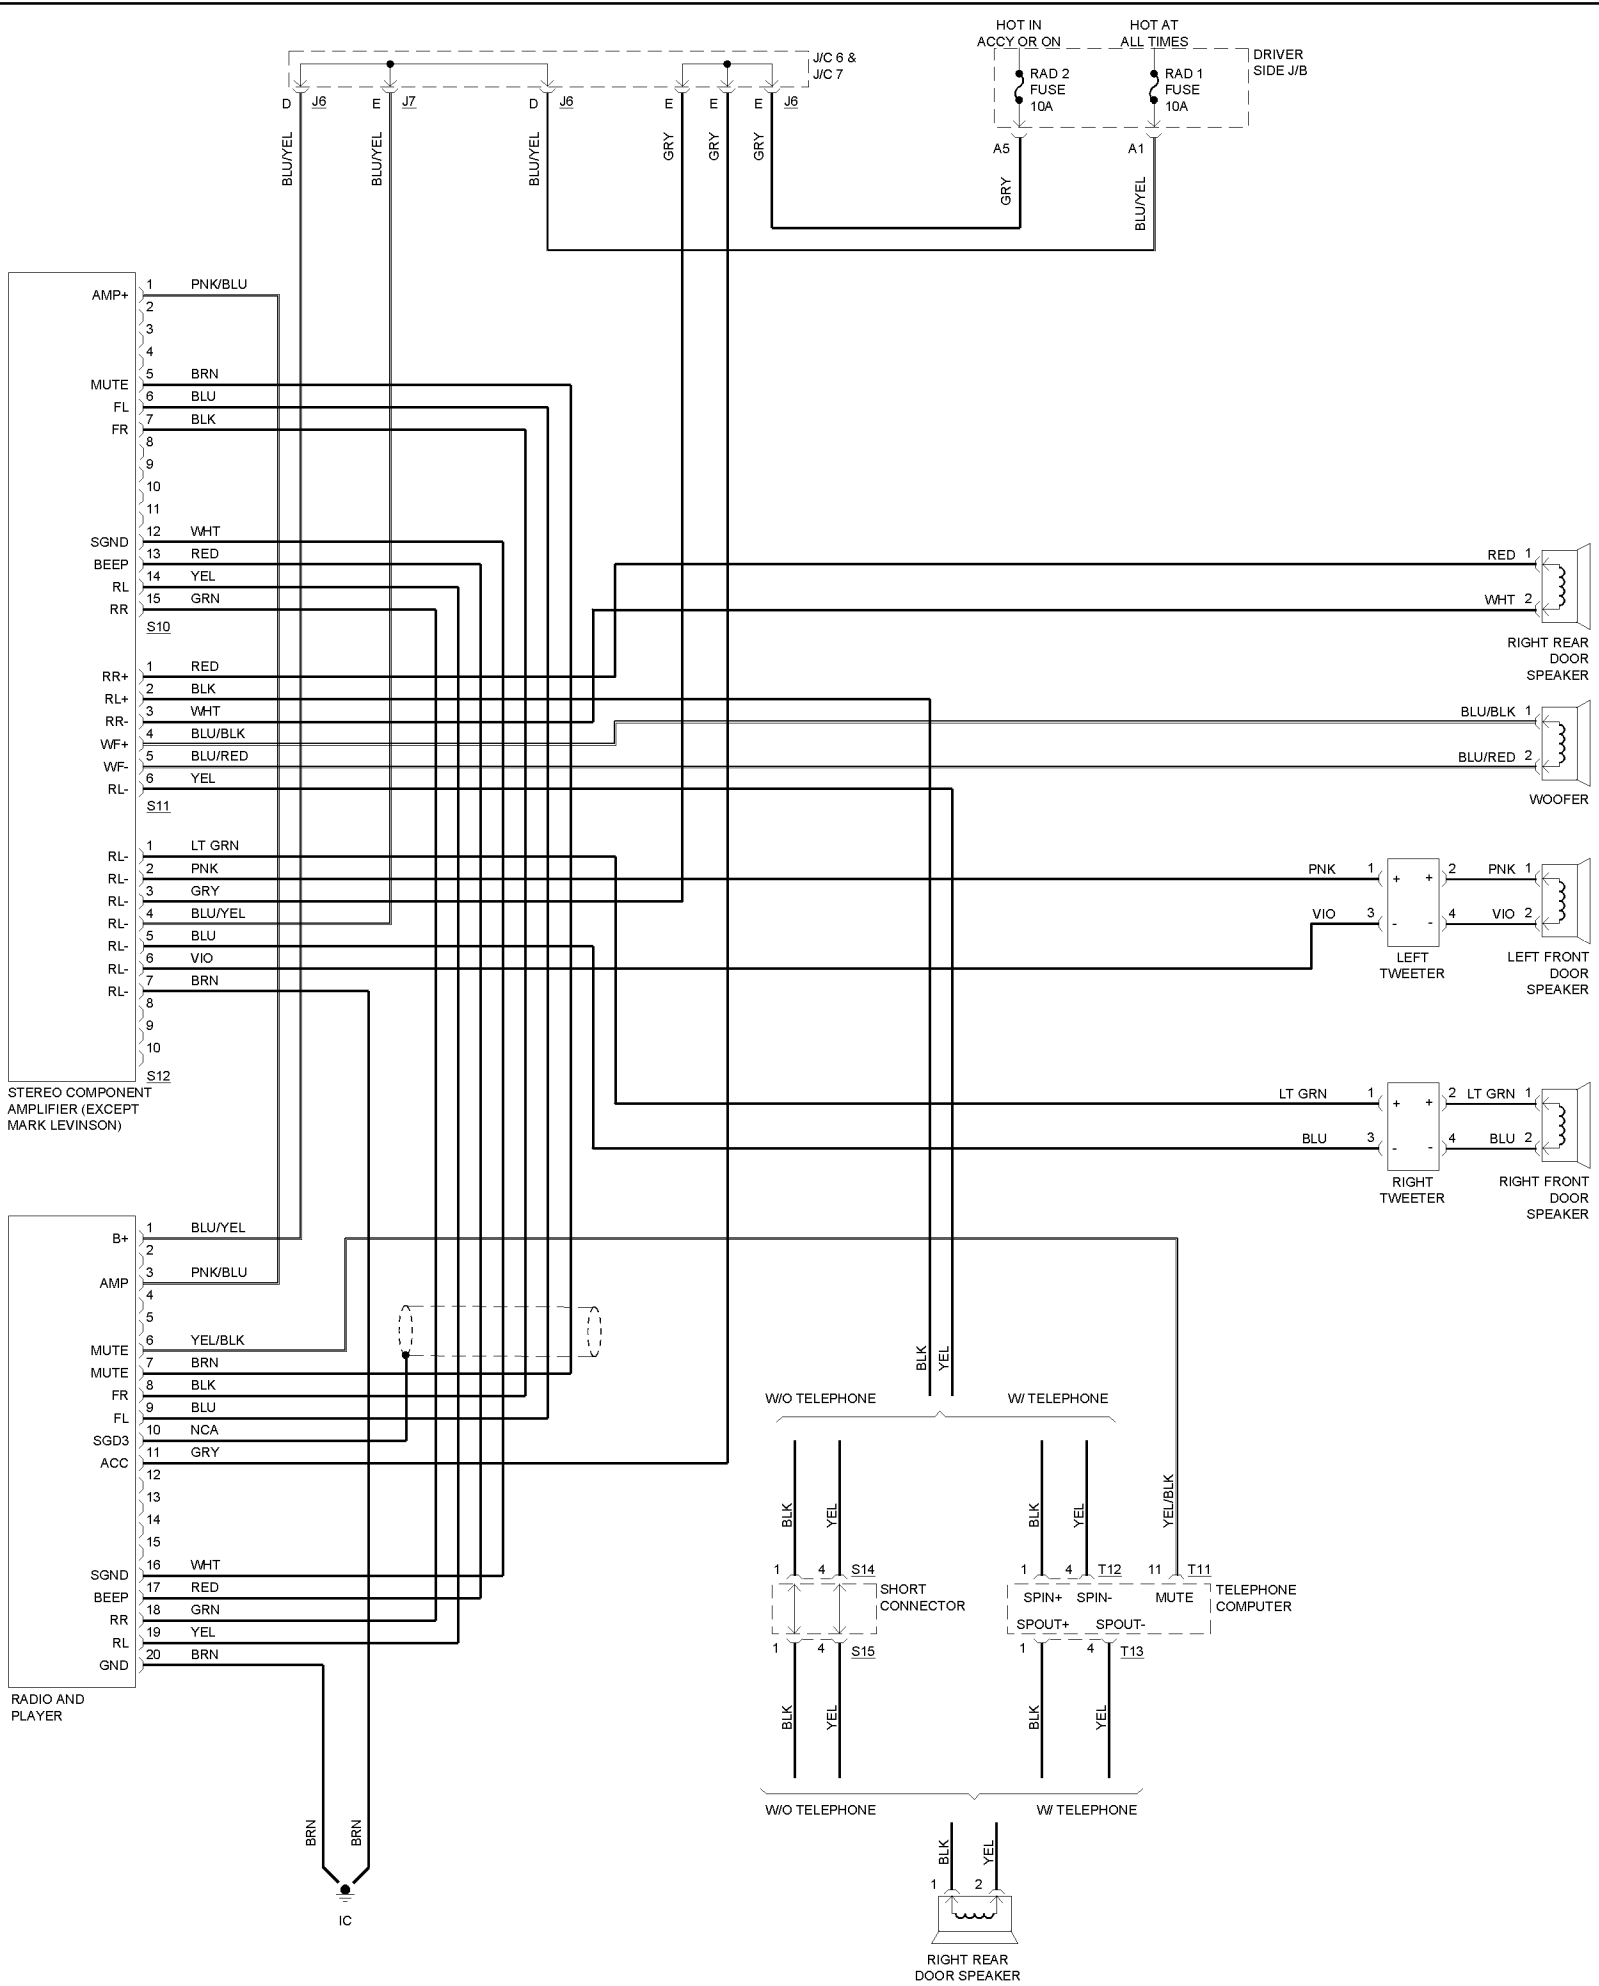 HOT IN
ACCY OR ON
HOT AT
ALL TIMES
DRIVER
SIDE J/B
RAD 2
FUSE
10A
RAD 1
FUSE
10A
A5
A1
GRY
BLU/YEL
J/C 6 &
J/C 7
D J6
E J7
D J6
E
E
E J6
BLU/YEL
BLU/YEL
BLU/YEL
GRY
GRY
GRY
AMP+ 1 PNK/BLU
2
3
4
MUTE 5 BRN
FL 6 BLU
FR 7 BLK
8
9
10
11
SGND 12 WHT
BEEP 13 RED
RL 14 YEL
RR 15 GRN
S10
RR+ 1 RED
RL+ 2 BLK
RR- 3 WHT
WF+ 4 BLU/BLK
WF- 5 BLU/RED
RL- 6 YEL
S11
RL- 1 LT GRN
RL- 2 PNK
RL- 3 GRY
RL- 4 BLU/YEL
RL- 5 BLU
RL- 6 VIO
RL- 7 BRN
8
9
10
S12
STEREO COMPONENT
AMPLIFIER (EXCEPT
MARK LEVINSON)
RED 1
WHT 2
RIGHT REAR
DOOR
SPEAKER
BLU/BLK 1
BLU/RED 2
WOOFER
PNK 1 + + 2 PNK 1
VIO 3 - - 4 VIO 2
LEFT
TWEETER
LEFT FRONT
DOOR
SPEAKER
LT GRN 1 + + 2 LT GRN 1
BLU 3 - - 4 BLU 2
RIGHT
TWEETER
RIGHT FRONT
DOOR
SPEAKER
B+ 1 BLU/YEL
2
AMP 3 PNK/BLU
4
5
MUTE 6 YEL/BLK
MUTE 7 BRN
FR 8 BLK
FL 9 BLU
SGD3 10 NCA
ACC 11 GRY
12
13
14
15
SGND 16 WHT
BEEP 17 RED
RR 18 GRN
RL 19 YEL
GND 20 BRN
RADIO AND
PLAYER
BRN
BRN
IC
BLK
YEL
W/O TELEPHONE
W/ TELEPHONE
BLK
YEL
BLK
YEL
YEL/BLK
1 4 S14
SHORT
CONNECTOR
1 4 S15
1 4 T12
11 T11
SPIN+ SPIN- MUTE
SPOUT+ SPOUT-
TELEPHONE
COMPUTER
1 4 T13
BLK
YEL
BLK
YEL
W/O TELEPHONE
W/ TELEPHONE
BLK
YEL
1 2
RIGHT REAR
DOOR SPEAKER